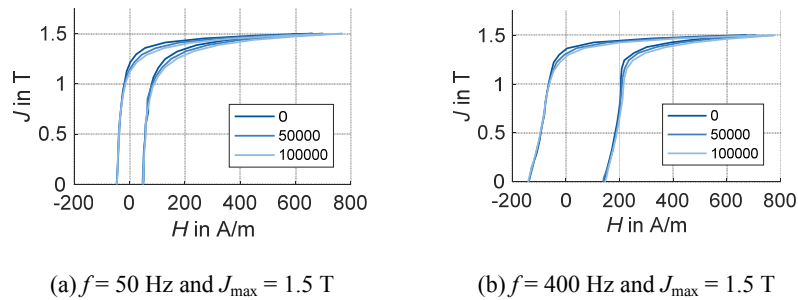 1.5
1
0.5
0
J in T
0
50000
100000
-200 0 200 400 600 800
H in A/m
(a) f = 50 Hz and Jmax = 1.5 T
1.5
1
0.5
0
J in T
0
50000
100000
-200 0 200 400 600 800
H in A/m
(b) f = 400 Hz and Jmax = 1.5 T